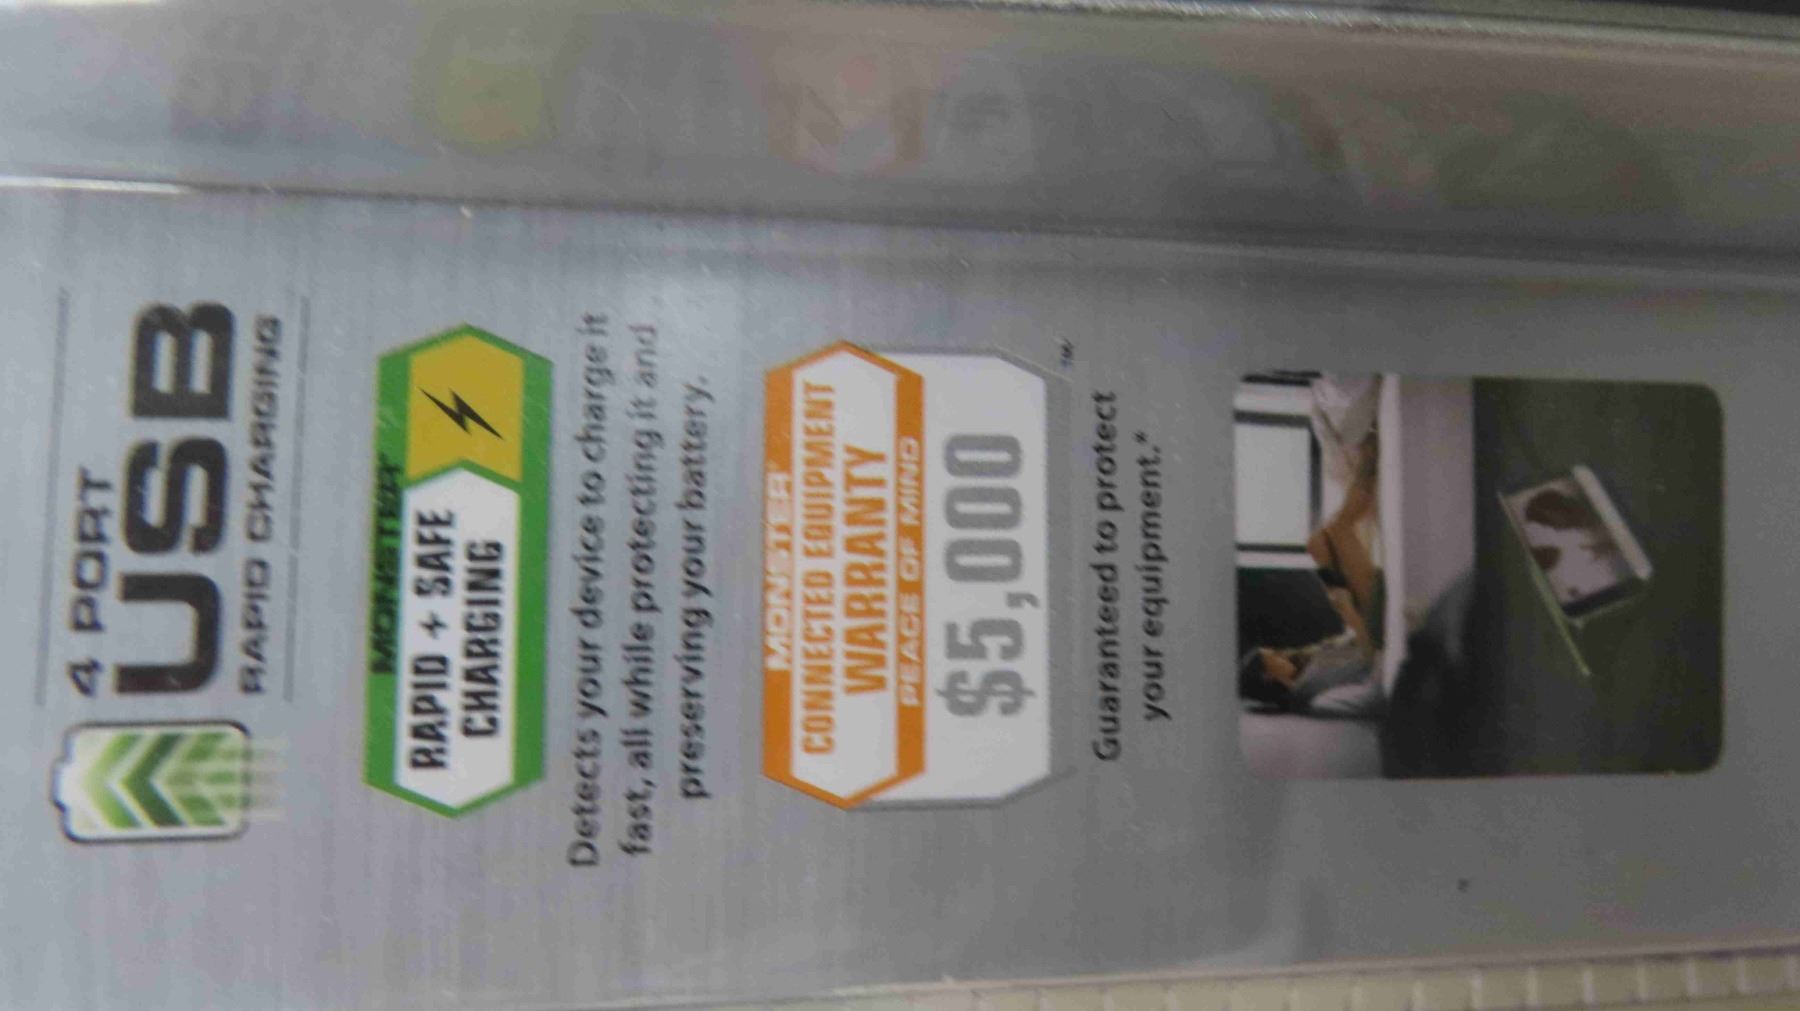 4 PORT
USB
RAPID CHARGING
MONSTER®
RAPID + SAFE
CHARGING
Detects your device to charge it
fast, all while protecting it and
preserving your battery.
MONSTER®
CONNECTED EQUIPMENT
WARRANTY
PEACE OF MIND
$5,000
™
Guaranteed to protect
your equipment.*